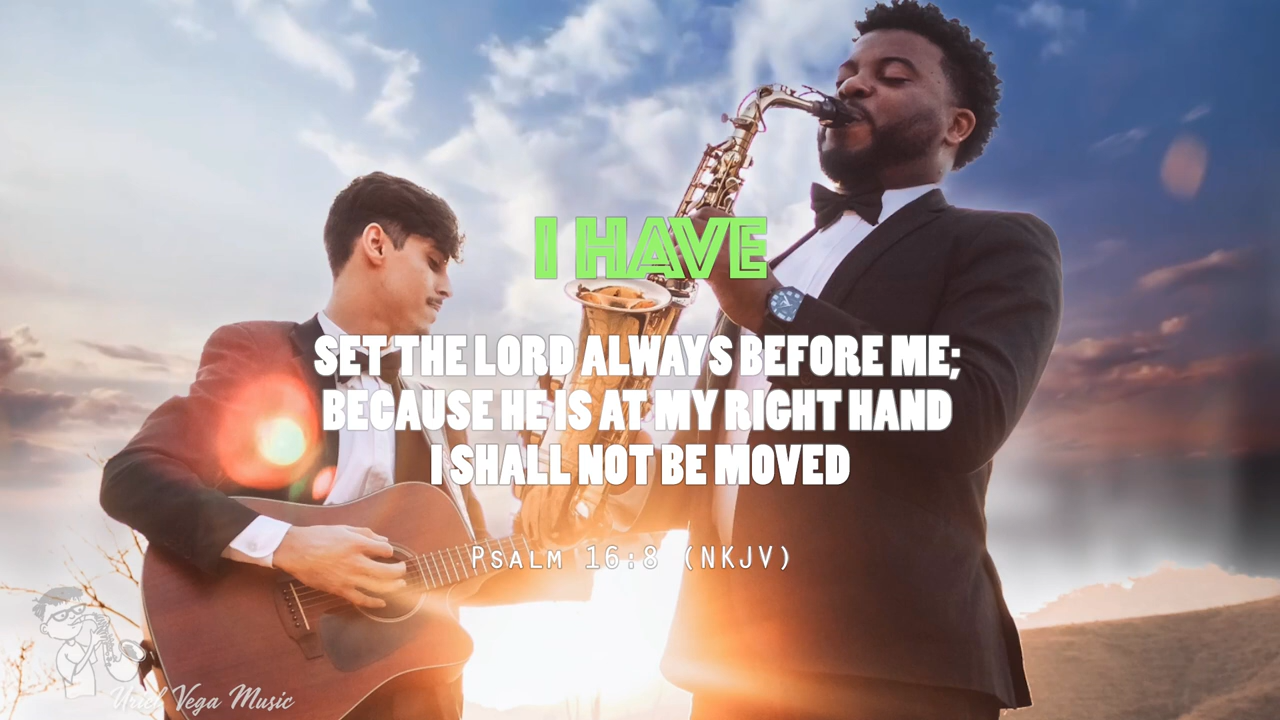 I HAVE
SET THE LORD ALWAYS BEFORE ME;
BECAUSE HE IS AT MY RIGHT HAND
I SHALL NOT BE MOVED
Psalm 16:8 (NKJV)
Uriel Vega Music